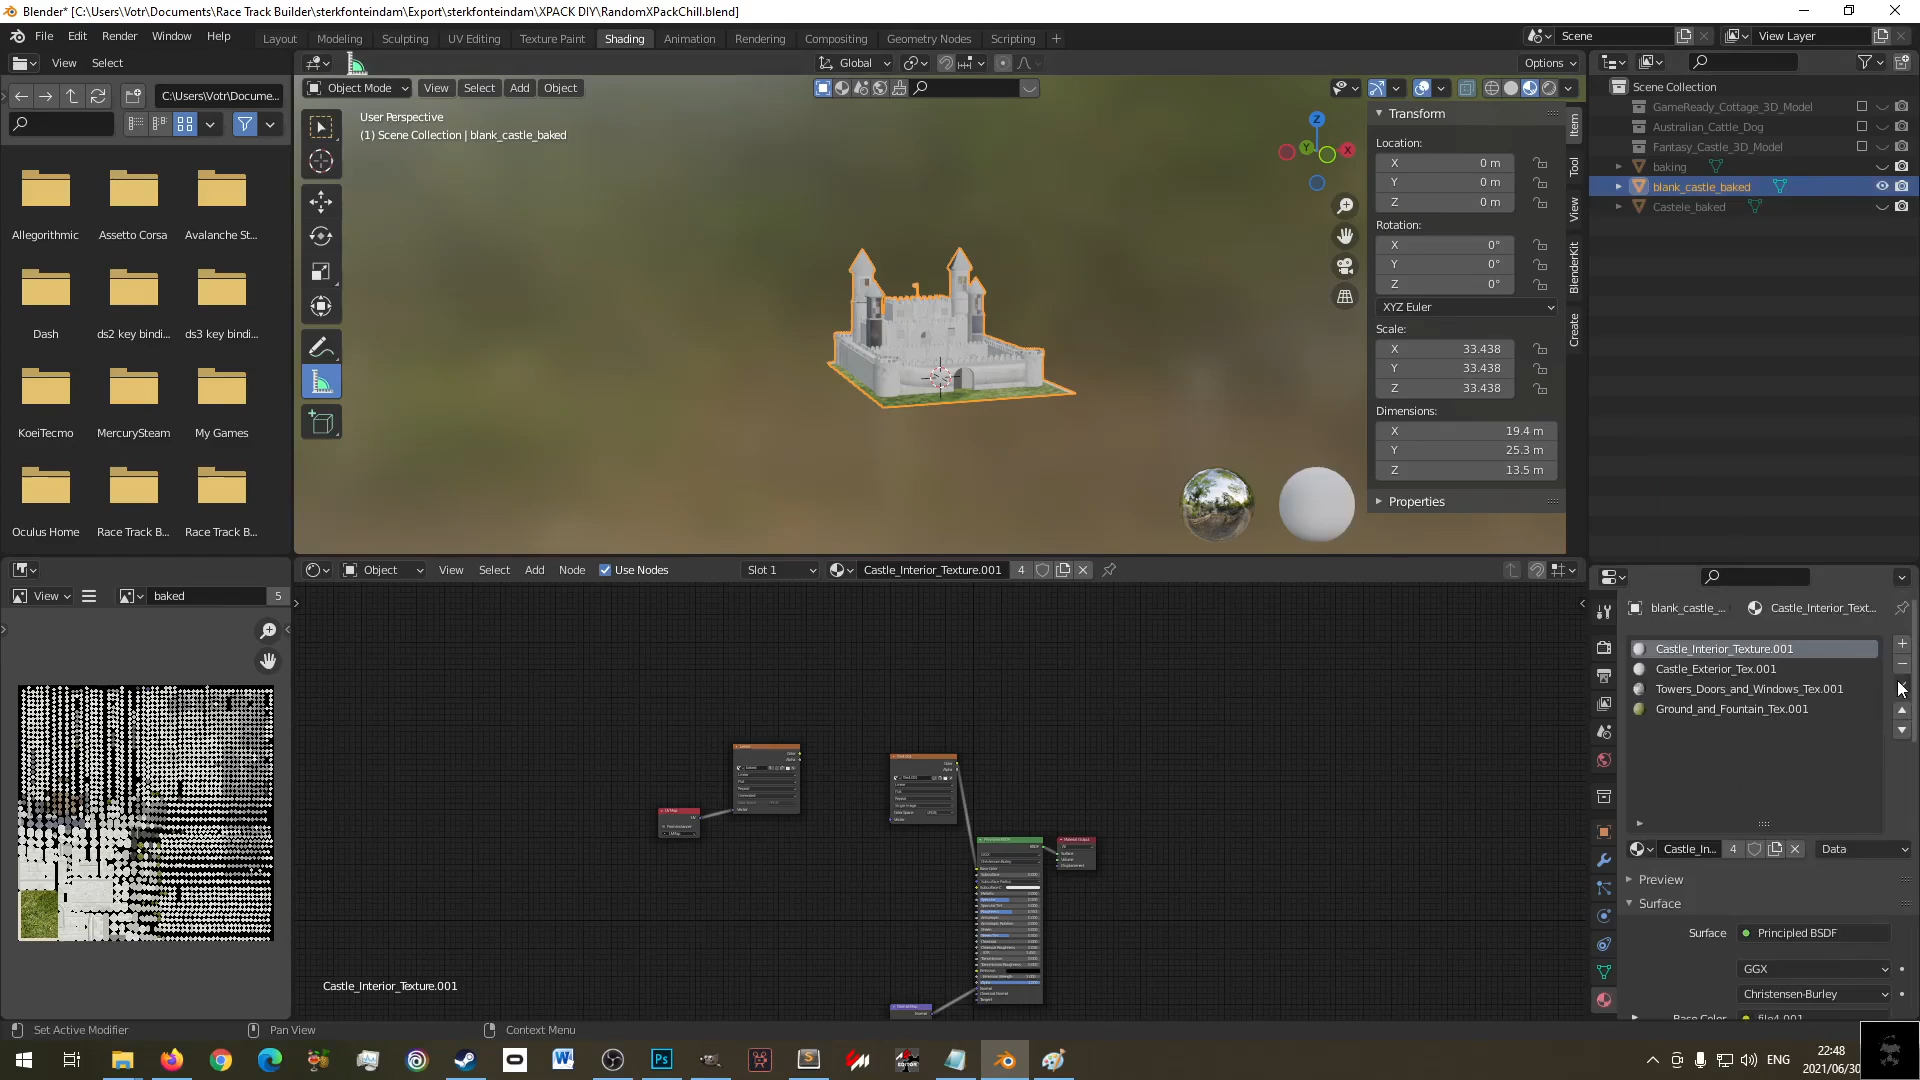 Blender* [C:\Users\Votr\Documents\Race Track Builder\sterkfonteindam\Export\sterkfonteindam\XPACK DIY\RandomXPackChill.blend]
File Edit Render Window Help
Layout Modeling Sculpting UV Editing Texture Paint Shading Animation Rendering Compositing Geometry Nodes Scripting +
Scene
View Layer
View Select
Global
Options
C:\Users\Votr\Docume...
Object Mode View Select Add Object
Allegorithmic Assetto Corsa Avalanche St...
Dash ds2 key bindi... ds3 key bindi...
KoeiTecmo MercurySteam My Games
Oculus Home Race Track B... Race Track B...
User Perspective
(1) Scene Collection | blank_castle_baked
Z
Y
X
Transform
Location:
X 0 m
Y 0 m
Z 0 m
Rotation:
X 0°
Y 0°
Z 0°
XYZ Euler
Scale:
X 33.438
Y 33.438
Z 33.438
Dimensions:
X 19.4 m
Y 25.3 m
Z 13.5 m
Properties
Item
Tool
View
BlenderKit
Create
Scene Collection
GameReady_Cottage_3D_Model
Australian_Cattle_Dog
Fantasy_Castle_3D_Model
baking
blank_castle_baked
Castele_baked
View baked 5
Object View Select Add Node Use Nodes Slot 1 Castle_Interior_Texture.001 4
Castle_Interior_Texture.001
blank_castle_... Castle_Interior_Text...
Castle_Interior_Texture.001
Castle_Exterior_Tex.001
Towers_Doors_and_Windows_Tex.001
Ground_and_Fountain_Tex.001
Castle_In... 4 Data
Preview
Surface
Surface Principled BSDF
GGX
Christensen-Burley
Base Color file4.001
Set Active Modifier Pan View Context Menu
ENG
22:48
2021/06/30